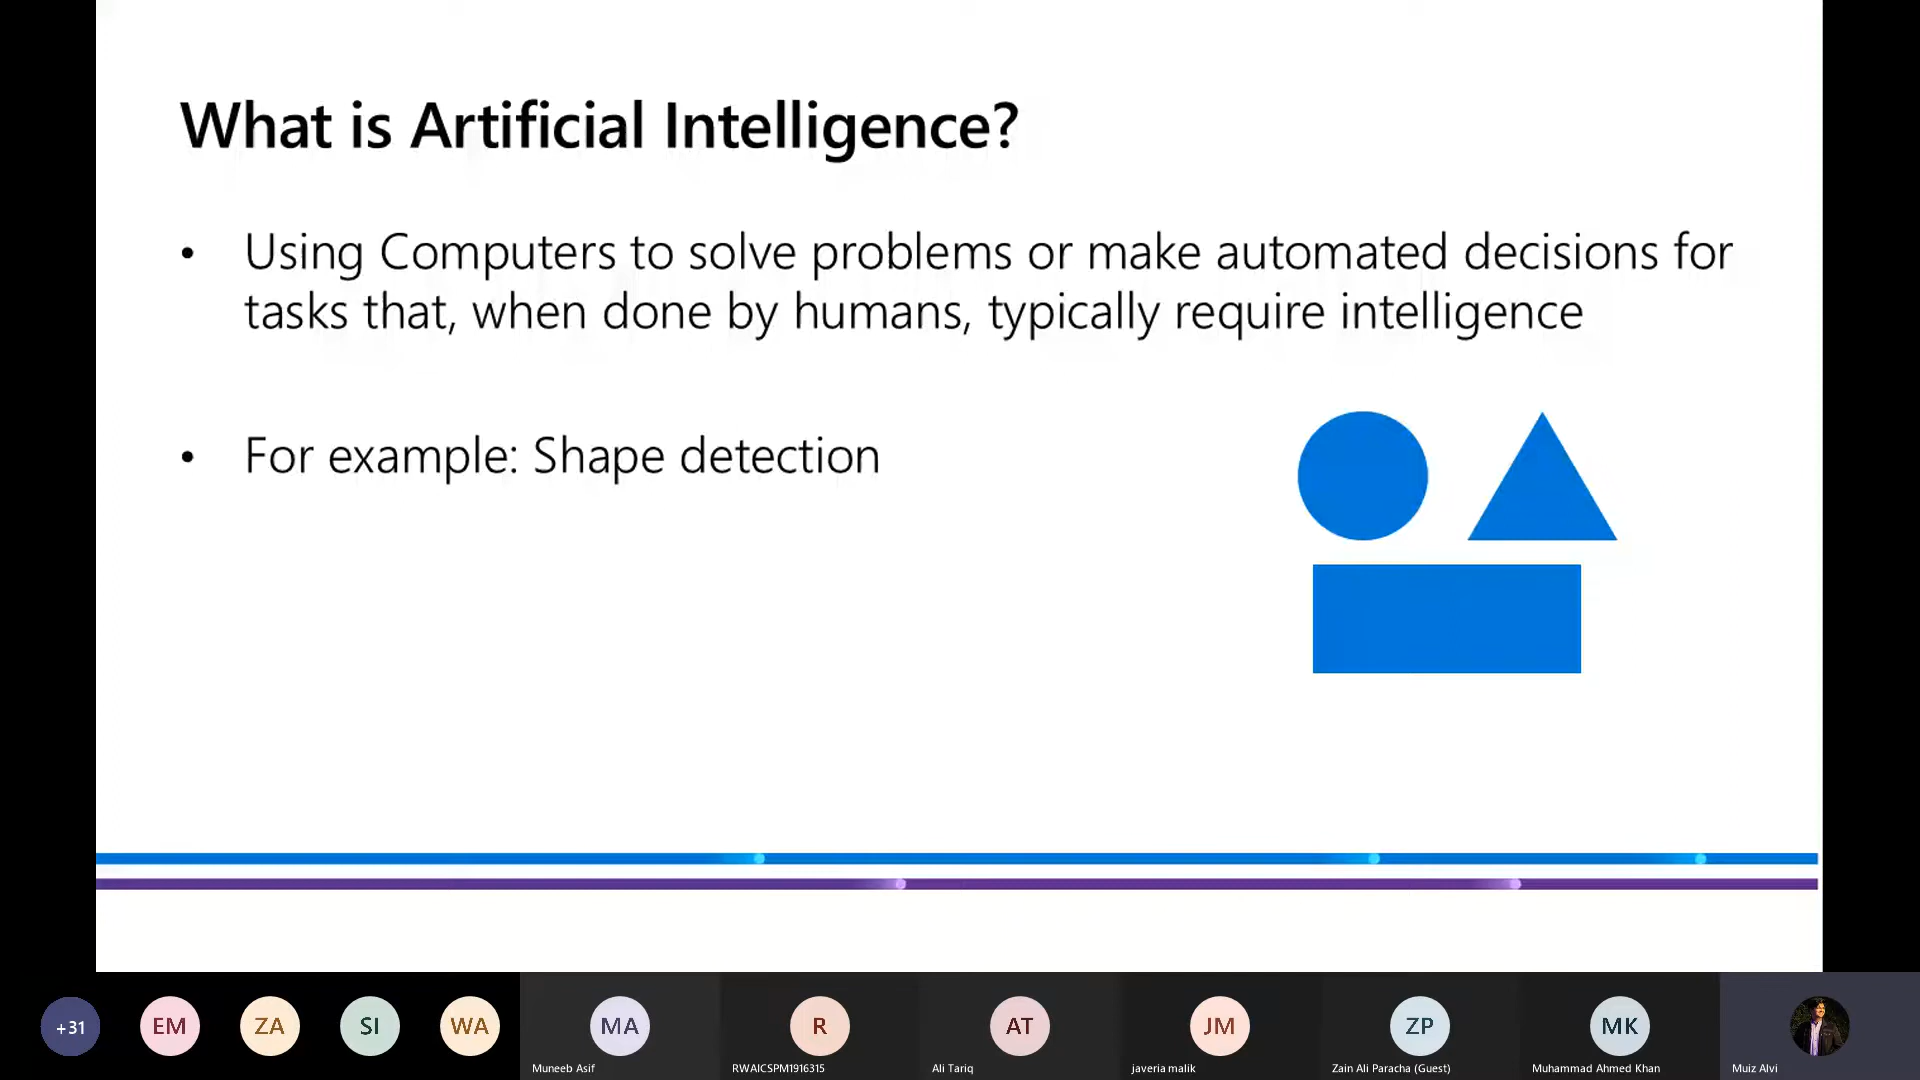 What is Artificial Intelligence?
• Using Computers to solve problems or make automated decisions for
tasks that, when done by humans, typically require intelligence
• For example: Shape detection
+31 EM ZA SI WA MA R AT JM ZP MK
Muneeb Asif RWAICSPM1916315 Ali Tariq javeria malik Zain Ali Paracha (Guest) Muhammad Ahmed Khan Muiz Alvi